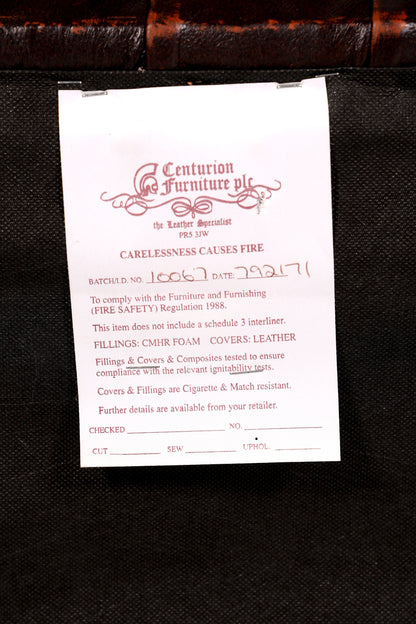 Centurion
Furniture plc
the Leather Specialist
PR5 3JW
CARELESSNESS CAUSES FIRE
BATCH/I.D. NO. 10067 DATE: 792171
To comply with the Furniture and Furnishing
(FIRE SAFETY) Regulation 1988.
This item does not include a schedule 3 interliner.
FILLINGS: CMHR FOAM COVERS: LEATHER
Fillings & Covers & Composites tested to ensure
compliance with the relevant ignitability tests.
Covers & Fillings are Cigarette & Match resistant.
Further details are available from your retailer.
CHECKED NO.
CUT SEW UPHOL.